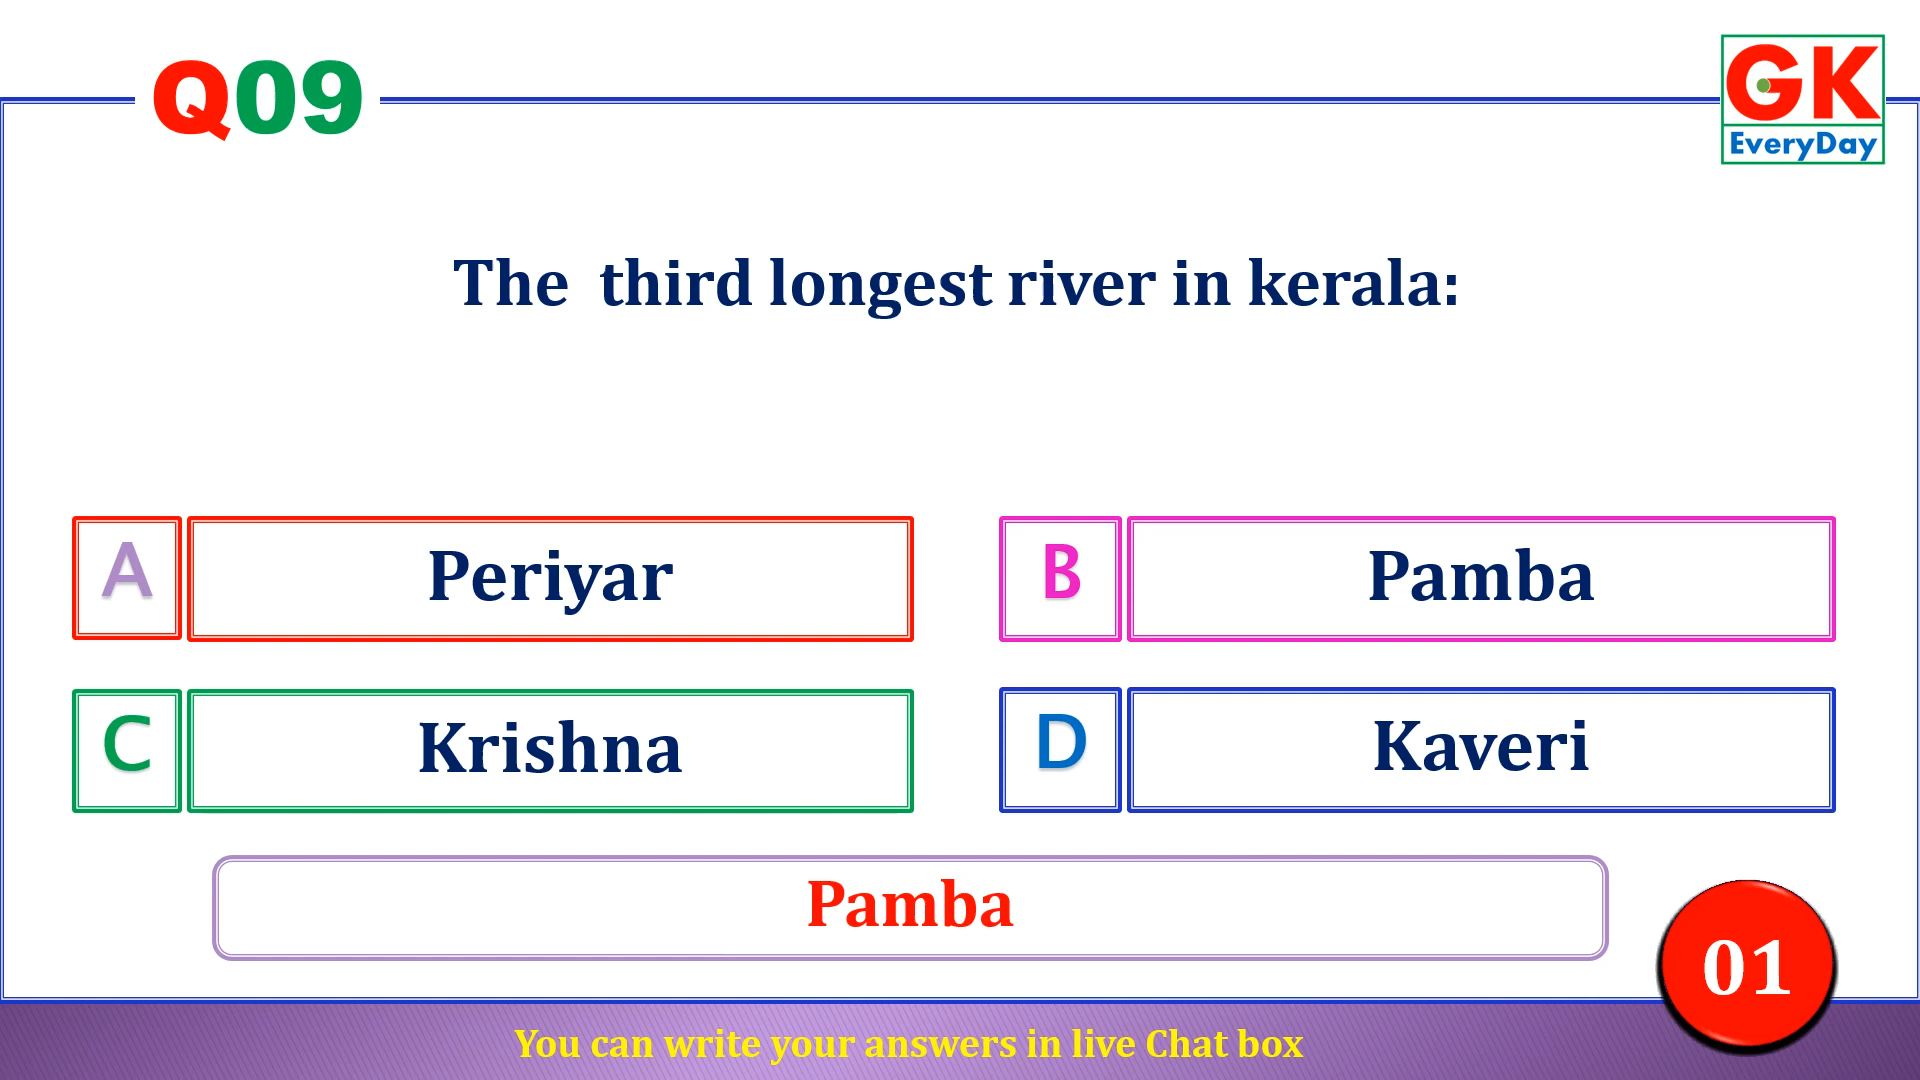 Q09
GK
EveryDay
The third longest river in kerala:
A Periyar
B Pamba
C Krishna
D Kaveri
Pamba
01
You can write your answers in live Chat box